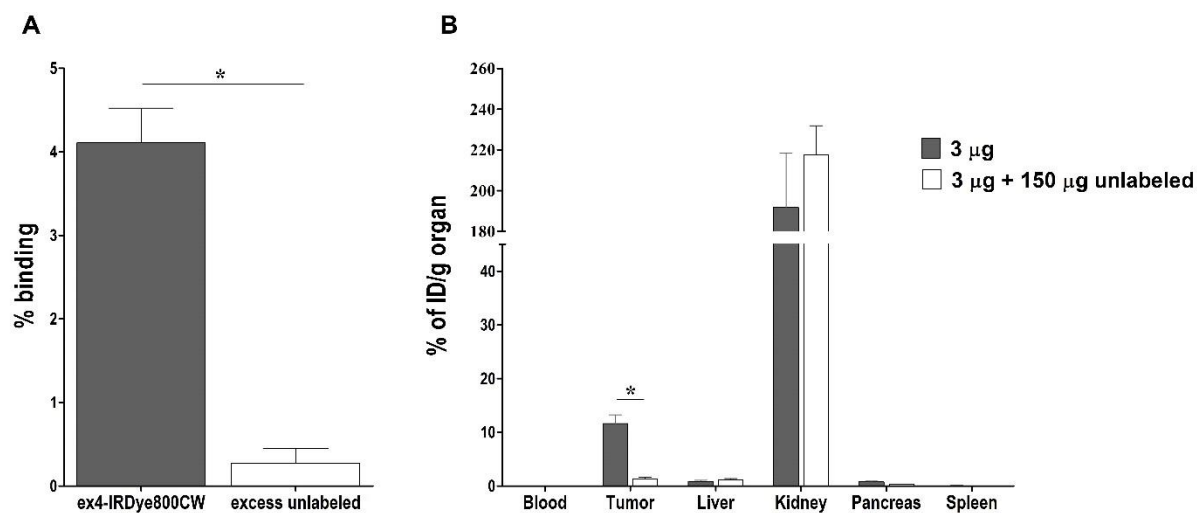 A
% binding
5
4
3
2
1
0
*
ex4-IRDye800CW
excess unlabeled
B
% of ID/g organ
260
240
220
200
190
180
40
30
20
10
0
*
Blood
Tumor
Liver
Kidney
Pancreas
Spleen
3 μg
3 μg + 150 μg unlabeled